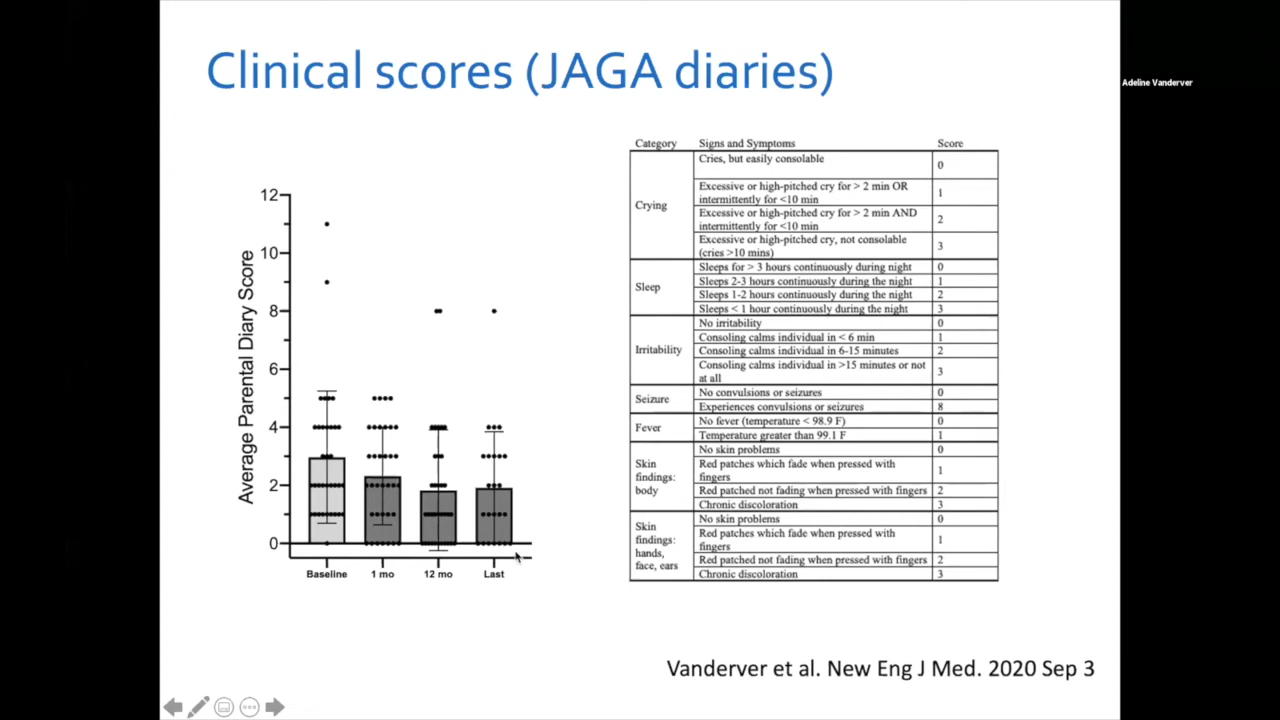 Clinical scores (JAGA diaries)
Adeline Vanderver
Average Parental Diary Score
12
10
8
6
4
2
0
Baseline 1 mo 12 mo Last
Category Signs and Symptoms Score
Crying
Cries, but easily consolable 0
Excessive or high-pitched cry for > 2 min OR
intermittently for <10 min 1
Excessive or high-pitched cry for > 2 min AND
intermittently for <10 min 2
Excessive or high-pitched cry, not consolable
(cries >10 mins) 3
Sleep
Sleeps for > 3 hours continuously during night 0
Sleeps 2-3 hours continuously during the night 1
Sleeps 1-2 hours continuously during the night 2
Sleeps < 1 hour continuously during the night 3
Irritability
No irritability 0
Consoling calms individual in < 6 min 1
Consoling calms individual in 6-15 minutes 2
Consoling calms individual in >15 minutes or not
at all 3
Seizure
No convulsions or seizures 0
Experiences convulsions or seizures 8
Fever
No fever (temperature < 98.9 F) 0
Temperature greater than 99.1 F 1
Skin
findings:
body
No skin problems 0
Red patches which fade when pressed with
fingers 1
Red patched not fading when pressed with fingers 2
Chronic discoloration 3
Skin
findings:
hands,
face, ears
No skin problems 0
Red patches which fade when pressed with
fingers 1
Red patched not fading when pressed with fingers 2
Chronic discoloration 3
Vanderver et al. New Eng J Med. 2020 Sep 3